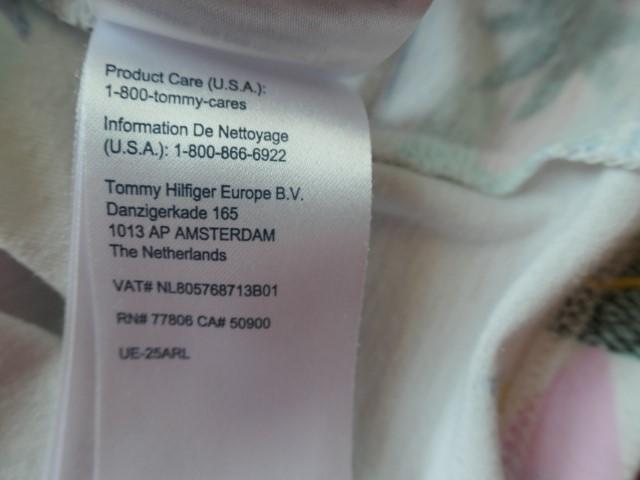 Product Care (U.S.A.):
1-800-tommy-cares
Information De Nettoyage
(U.S.A.): 1-800-866-6922
Tommy Hilfiger Europe B.V.
Danzigerkade 165
1013 AP AMSTERDAM
The Netherlands
VAT# NL805768713B01
RN# 77806 CA# 50900
UE-25ARL